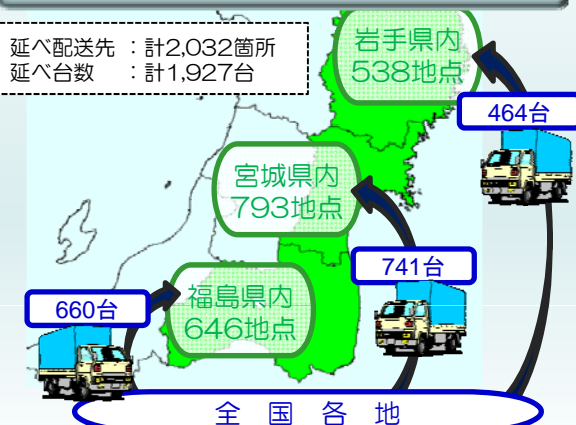 延べ配送先 :計2,032箇所
延べ台数 :計1,927台
岩手県内
538地点
464台
宮城県内
793地点
741台
福島県内
646地点
660台
全 国 各 地